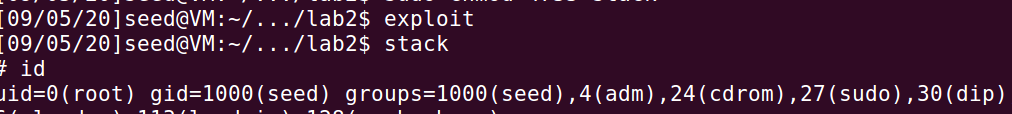 [09/05/20]seed@VM:~/.../lab2$ exploit
[09/05/20]seed@VM:~/.../lab2$ stack
# id
uid=0(root) gid=1000(seed) groups=1000(seed),4(adm),24(cdrom),27(sudo),30(dip)